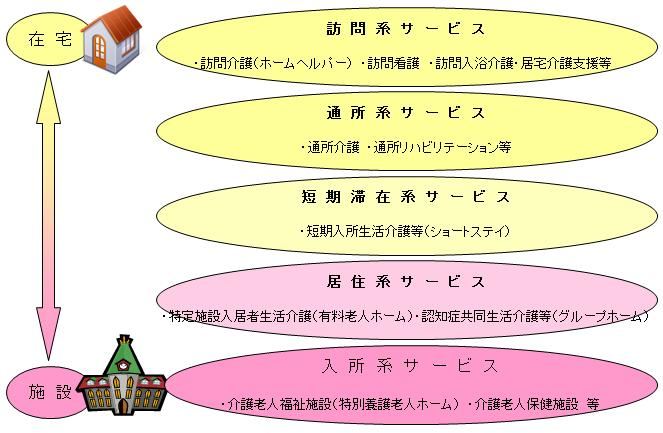 在宅
訪問系サービス
・訪問介護(ホームヘルパー) ・訪問看護 ・訪問入浴介護・居宅介護支援等
通所系サービス
・通所介護 ・通所リハビリテーション等
短期滞在系サービス
・短期入所生活介護等(ショートステイ)
居住系サービス
・特定施設入居者生活介護(有料老人ホーム)・認知症共同生活介護等(グループホーム)
施設
入所系サービス
・介護老人福祉施設(特別養護老人ホーム) ・介護老人保健施設 等